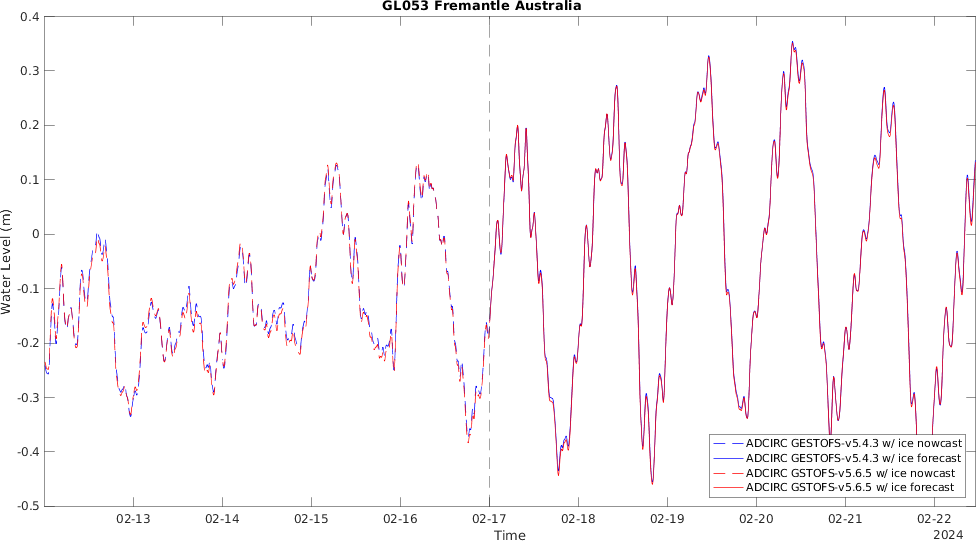 GL053 Fremantle Australia
0.4
0.3
0.2
0.1
0
-0.1
-0.2
-0.3
-0.4
-0.5
Water Level (m)
ADCIRC GESTOFS-v5.4.3 w/ ice nowcast
ADCIRC GESTOFS-v5.4.3 w/ ice forecast
ADCIRC GSTOFS-v5.6.5 w/ ice nowcast
ADCIRC GSTOFS-v5.6.5 w/ ice forecast
02-13 02-14 02-15 02-16 02-17 02-18 02-19 02-20 02-21 02-22
Time
2024